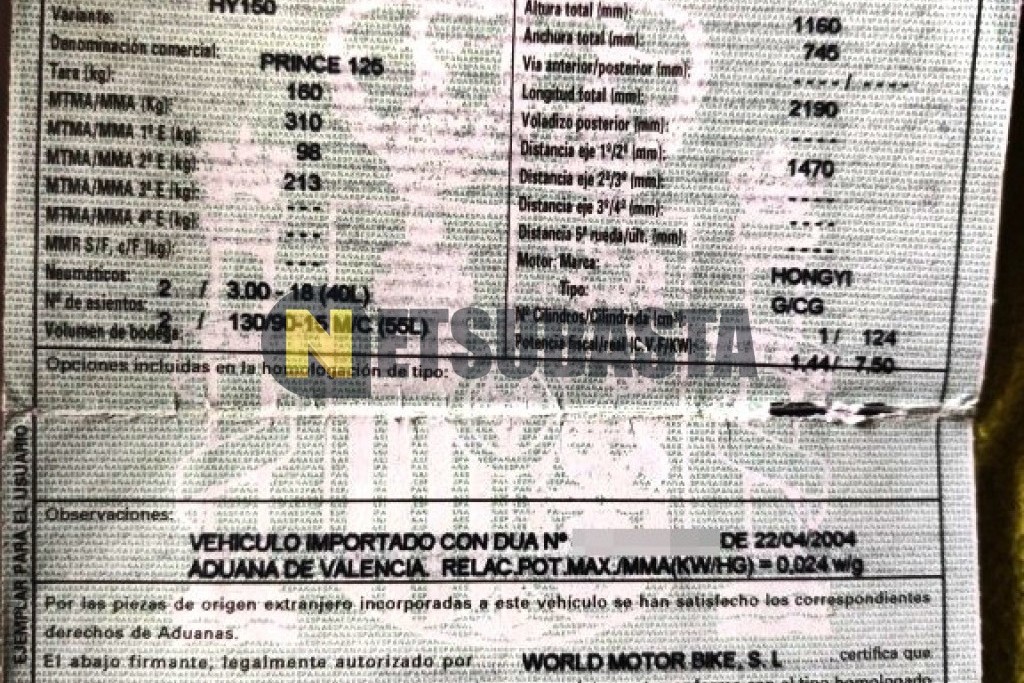 Variante: HY150
Denominación comercial: PRINCE 125
Tara (kg): 160
MTMA/MMA (Kg): 310
MTMA/MMA 1º E (kg): 98
MTMA/MMA 2º E (kg): 213
MTMA/MMA 3º E (kg): ---
MTMA/MMA 4º E (kg): ---
MMR S/F, c/F (kg): ---
Neumáticos: 2 / 3.00 - 18 (40L)
Nº de asientos: 2 / 130/90-15 M/C (55L)
Volumen de bodega:
Altura total (mm): 1160
Anchura total (mm): 745
Via anterior/posterior (mm): ----/----
Longitud total (mm): 2190
Voladizo posterior (mm): ----
Distancia eje 1º/2º (mm): 1470
Distancia eje 2º/3º (mm): ----
Distancia eje 3º/4º (mm): ----
Distancia 5ª rueda/últ. (mm): ----
Motor: Marca: HONGYI
Tipo: G/CG
Nº Cilindros/Cilindrada (cm³): 1 / 124
Potencia fiscal/real (C.V.F/KW): 1.44/ 7.50
NETSUBASTA
Opciones incluidas en la homologación de tipo:
EJEMPLAR PARA EL USUARIO
Observaciones:
VEHICULO IMPORTADO CON DUA Nº DE 22/04/2004
ADUANA DE VALENCIA. RELAC.POT.MAX./MMA(KW/HG) = 0,024 w/g
Por las piezas de origen extranjero incorporadas a este vehículo se han satisfecho los correspondientes
derechos de Aduanas.
El abajo firmante, legalmente autorizado por WORLD MOTOR BIKE, S.L certifica que